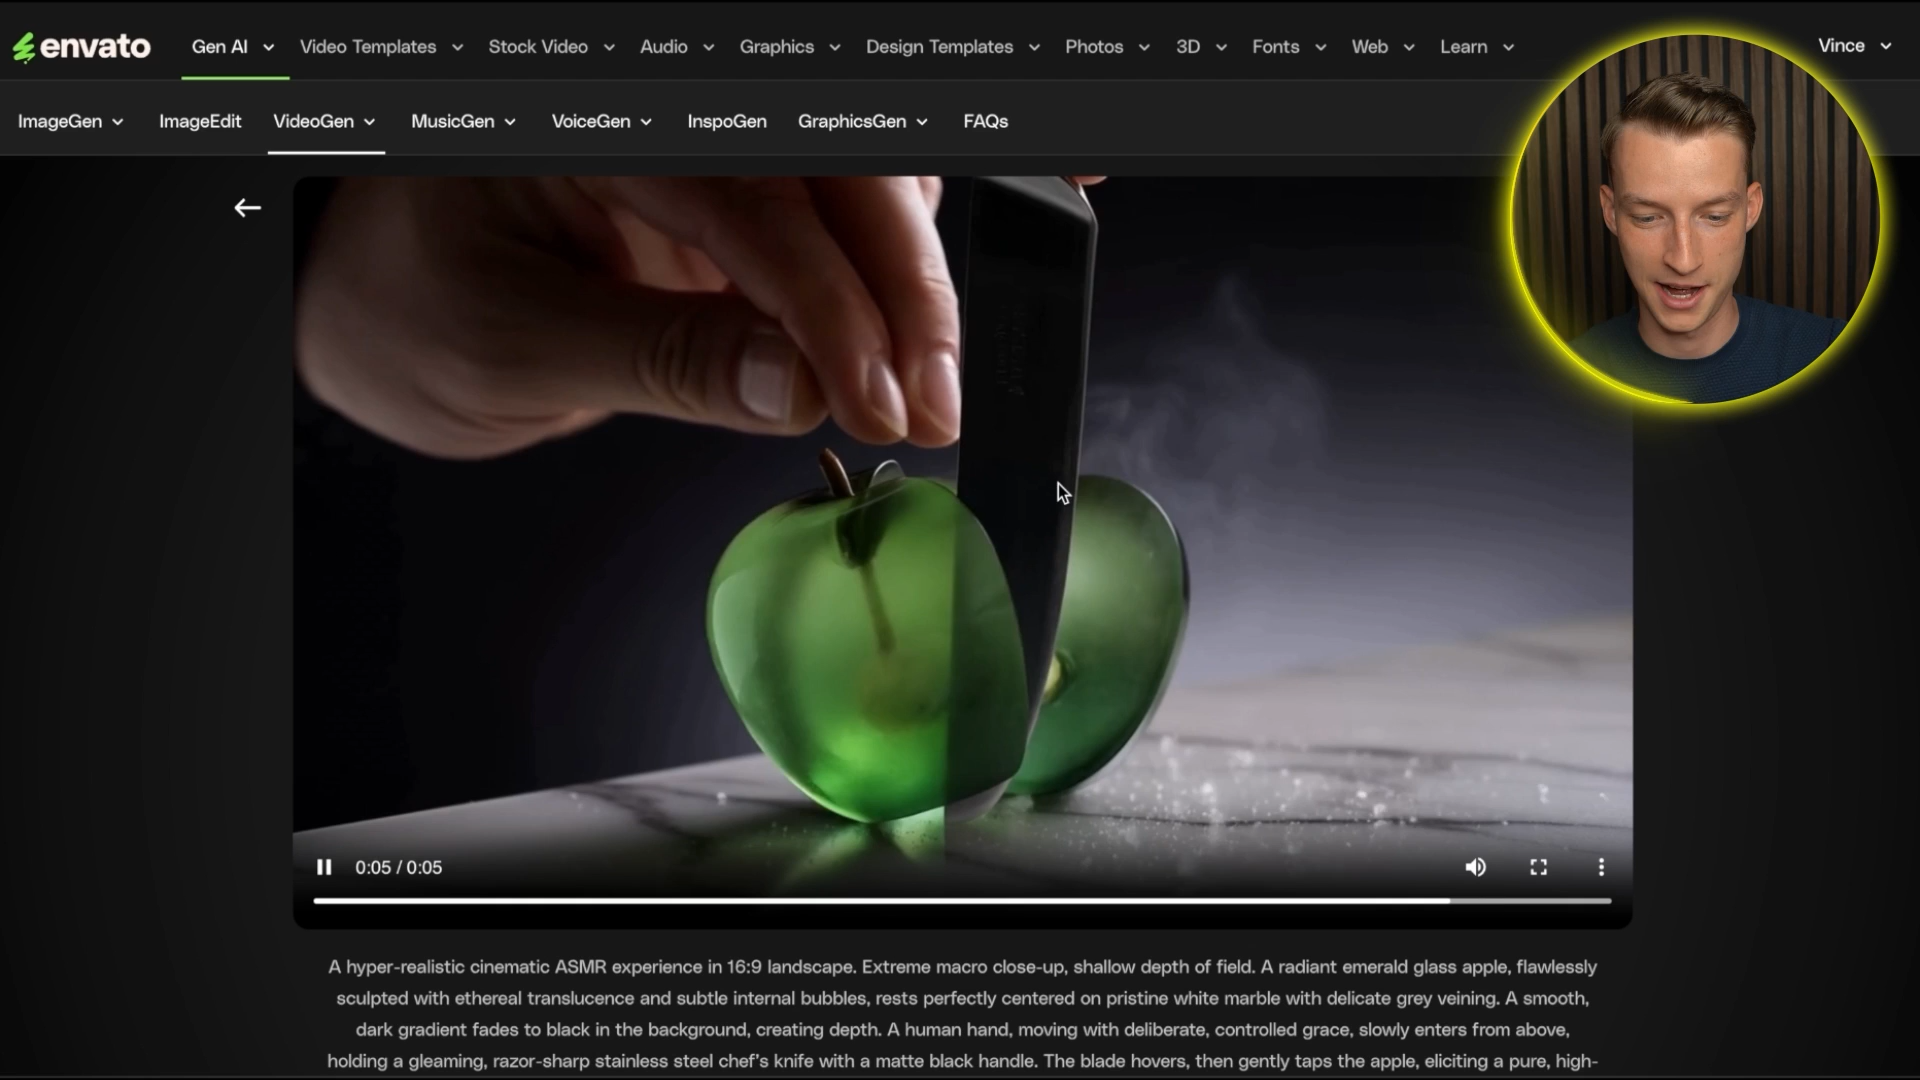 envato
Gen AI
Video Templates
Stock Video
Audio
Graphics
Design Templates
Photos
3D
Fonts
Web
Learn
Vince
ImageGen
ImageEdit
VideoGen
MusicGen
VoiceGen
InspoGen
GraphicsGen
FAQs
0:05 / 0:05
A hyper-realistic cinematic ASMR experience in 16:9 landscape. Extreme macro close-up, shallow depth of field. A radiant emerald glass apple, flawlessly
sculpted with ethereal translucence and subtle internal bubbles, rests perfectly centered on pristine white marble with delicate grey veining. A smooth,
dark gradient fades to black in the background, creating depth. A human hand, moving with deliberate, controlled grace, slowly enters from above,
holding a gleaming, razor-sharp stainless steel chef's knife with a matte black handle. The blade hovers, then gently taps the apple, eliciting a pure, high-